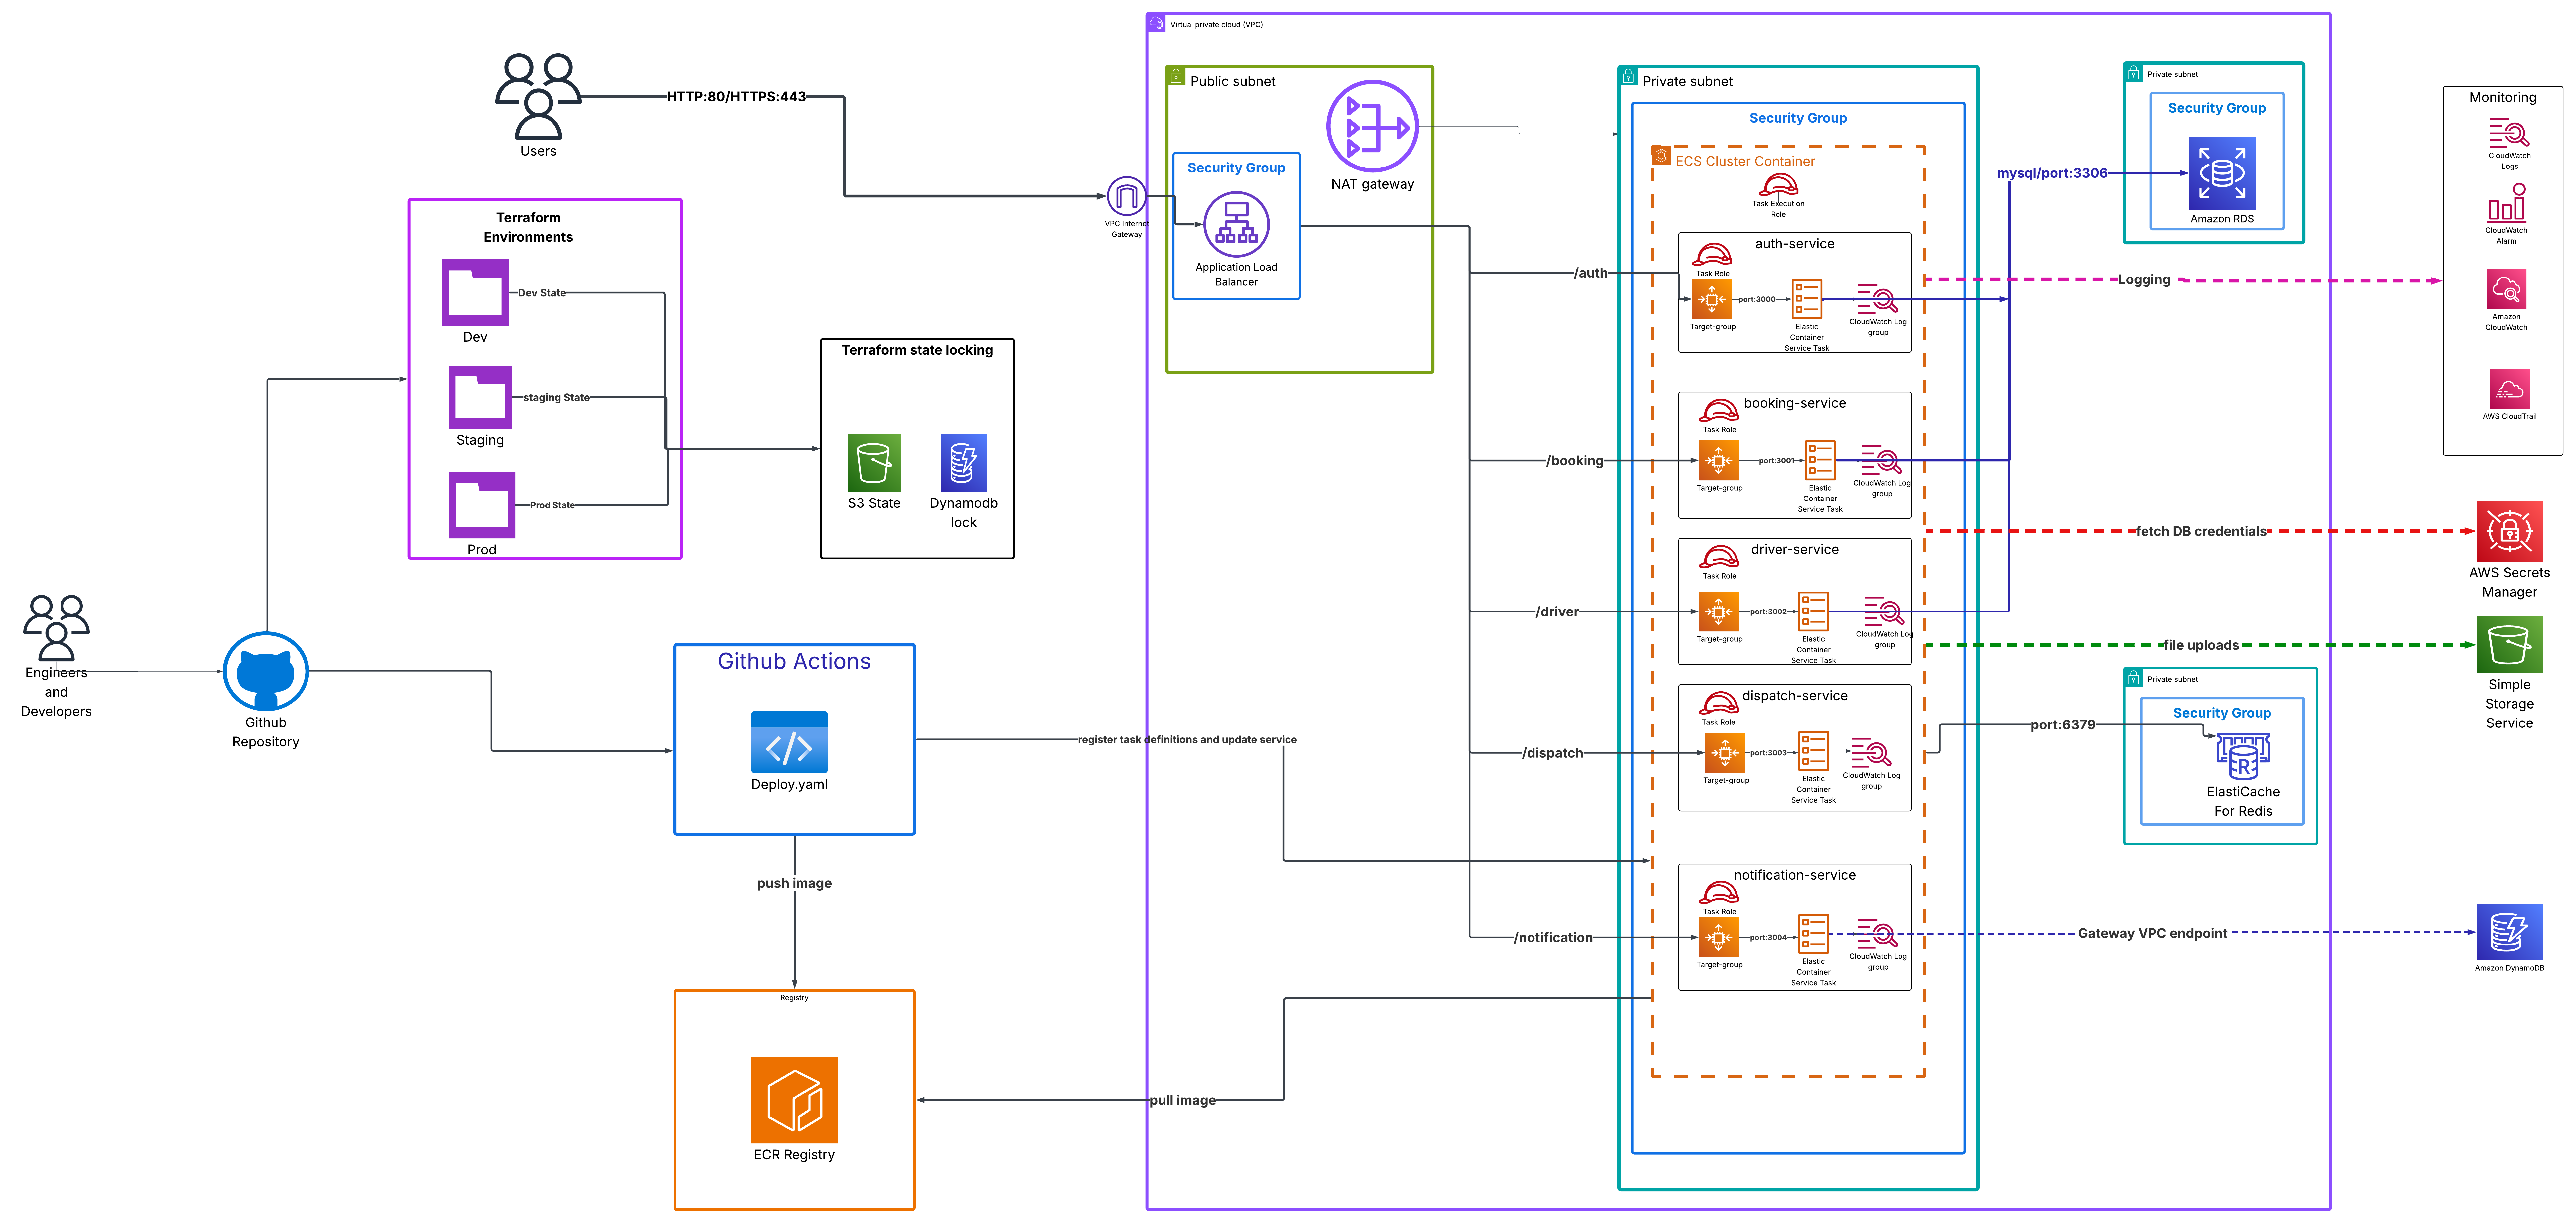 Virtual private cloud (VPC)
Users
HTTP:80/HTTPS:443
VPC Internet
Gateway
Public subnet
Security Group
Application Load
Balancer
NAT gateway
Terraform
Environments
Dev
Dev State
Staging
staging State
Prod
Prod State
Terraform state locking
S3 State
Dynamodb
lock
Engineers
and
Developers
Github
Repository
Github Actions
Deploy.yaml
register task definitions and update service
push image
Registry
ECR Registry
pull image
/auth
/booking
/driver
/dispatch
/notification
Private subnet
Security Group
ECS Cluster Container
Task Execution
Role
auth-service
Task Role
Target-group
port:3000
Elastic
Container
Service Task
CloudWatch Log
group
booking-service
Task Role
Target-group
port:3001
Elastic
Container
Service Task
CloudWatch Log
group
driver-service
Task Role
Target-group
port:3002
Elastic
Container
Service Task
CloudWatch Log
group
dispatch-service
Task Role
Target-group
port:3003
Elastic
Container
Service Task
CloudWatch Log
group
notification-service
Task Role
Target-group
port:3004
Elastic
Container
Service Task
CloudWatch Log
group
mysql/port:3306
Private subnet
Security Group
Amazon RDS
Logging
fetch DB credentials
file uploads
port:6379
Private subnet
Security Group
R
ElastiCache
For Redis
Gateway VPC endpoint
Monitoring
CloudWatch
Logs
CloudWatch
Alarm
Amazon
CloudWatch
AWS CloudTrail
AWS Secrets
Manager
Simple
Storage
Service
Amazon DynamoDB